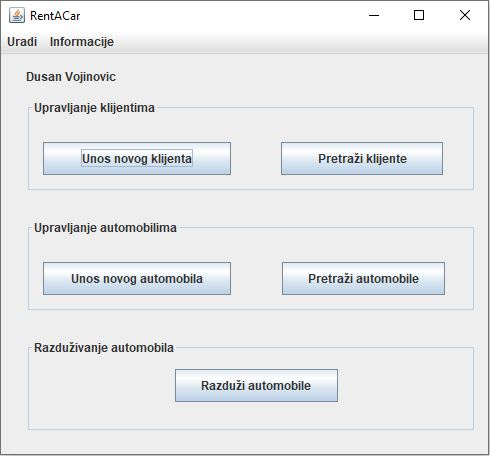 RentACar
Uradi Informacije
Dusan Vojinovic
Upravljanje klijentima
Unos novog klijenta Pretraži klijente
Upravljanje automobilima
Unos novog automobila Pretraži automobile
Razduživanje automobila
Razduži automobile